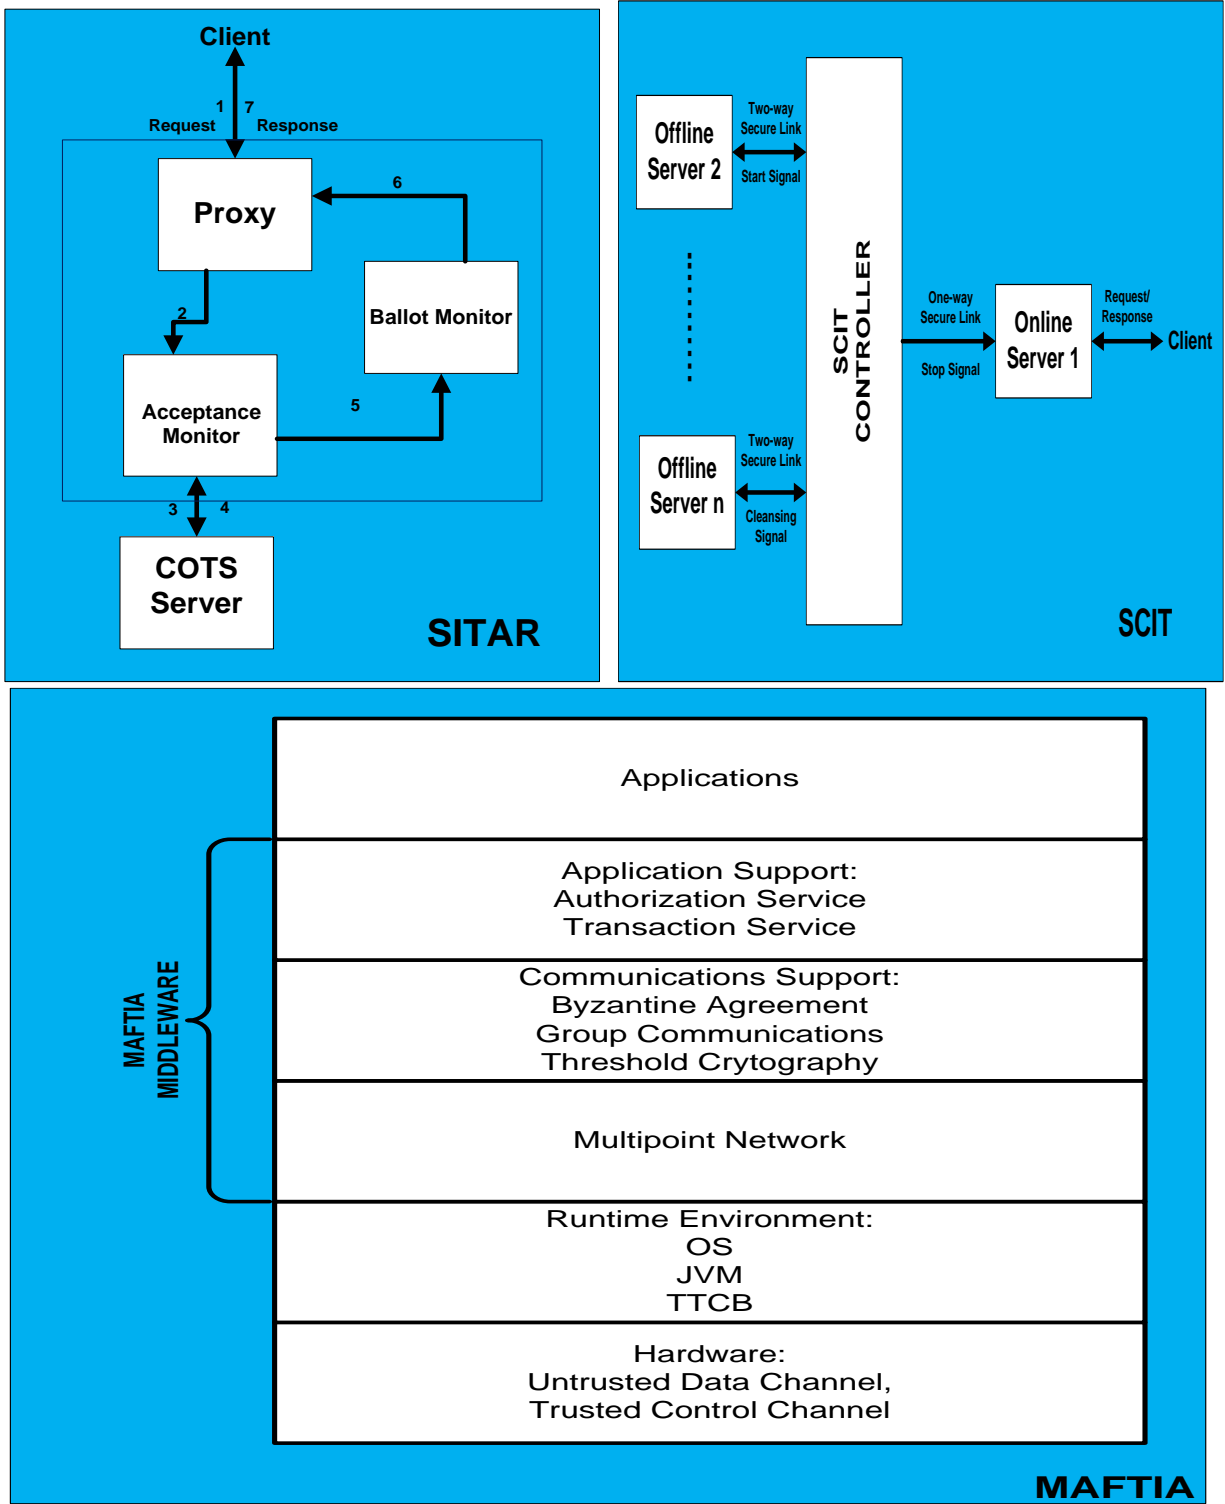 Client
1 7
Request Response
Proxy
6
2
Ballot Monitor
Acceptance
Monitor
5
3 4
COTS
Server
SITAR
Offline
Server 2
Two-way
Secure Link
Start Signal
SCIT
CONTROLLER
One-way
Secure Link
Stop Signal
Online
Server 1
Request/
Response
Client
Offline
Server n
Two-way
Secure Link
Cleansing
Signal
SCIT
Applications
MAFTIA
MIDDLEWARE
Application Support:
Authorization Service
Transaction Service
Communications Support:
Byzantine Agreement
Group Communications
Threshold Crytography
Multipoint Network
Runtime Environment:
OS
JVM
TTCB
Hardware:
Untrusted Data Channel,
Trusted Control Channel
MAFTIA